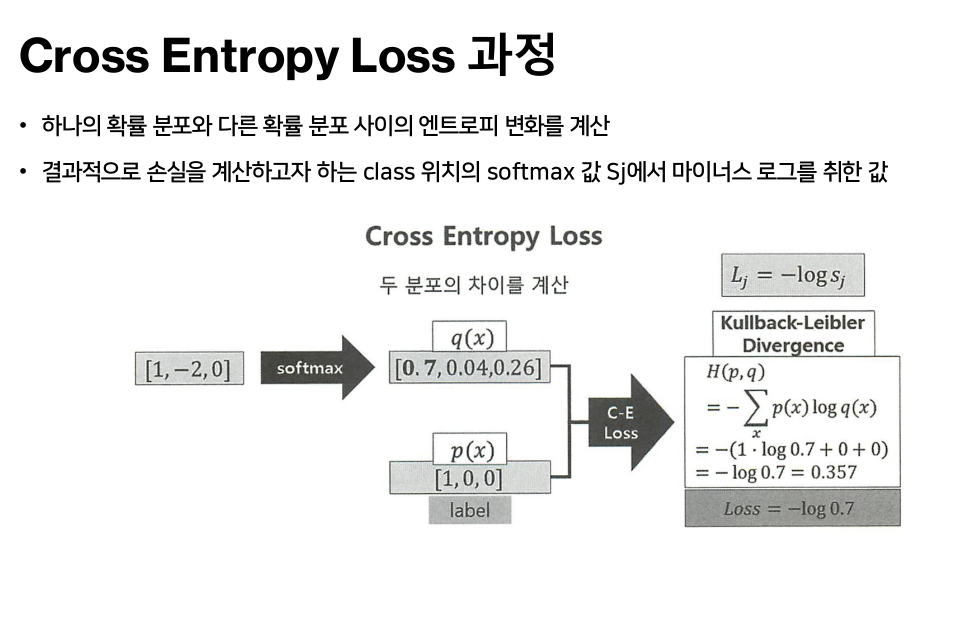 Cross Entropy Loss 과정
• 하나의 확률 분포와 다른 확률 분포 사이의 엔트로피 변화를 계산
• 결과적으로 손실을 계산하고자 하는 class 위치의 softmax 값 Sj에서 마이너스 로그를 취한 값
Cross Entropy Loss
두 분포의 차이를 계산
[1, −2, 0]
softmax
q(x)
[0.7, 0.04,0.26]
p(x)
[1, 0, 0]
label
C-E
Loss
L_j = −log s_j
Kullback-Leibler
Divergence
H(p, q)
= − ∑_x p(x) log q(x)
= −(1 · log 0.7 + 0 + 0)
= − log 0.7 = 0.357
Loss = −log 0.7